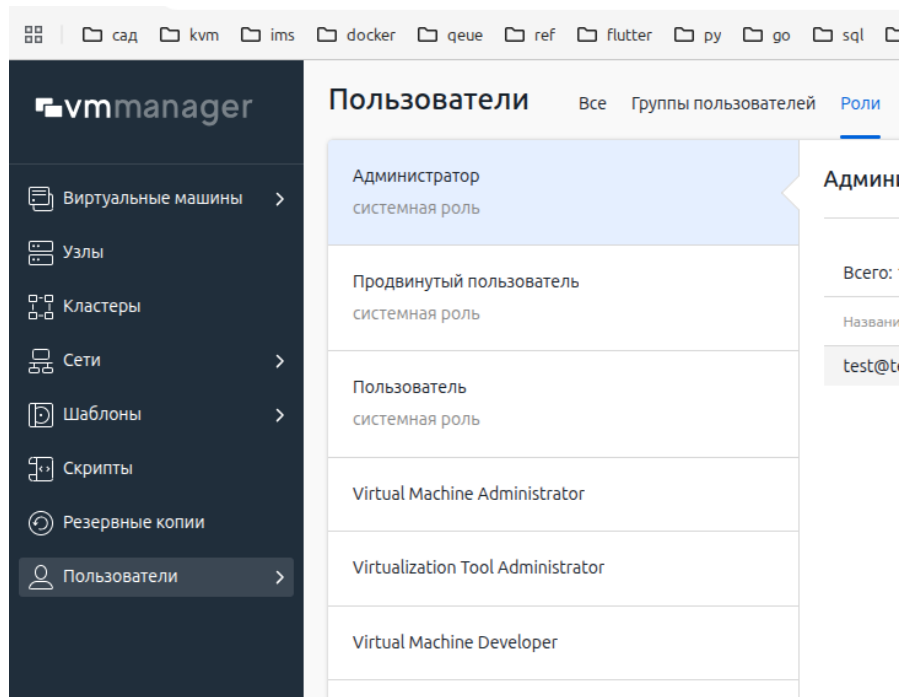 сад kvm ims docker qeue ref flutter py go sql
vmmanager
Пользователи Все Группы пользователей Роли
Виртуальные машины
Узлы
Кластеры
Сети
Шаблоны
Скрипты
Резервные копии
Пользователи
Администратор
системная роль
Продвинутый пользователь
системная роль
Пользователь
системная роль
Virtual Machine Administrator
Virtualization Tool Administrator
Virtual Machine Developer
Всего: